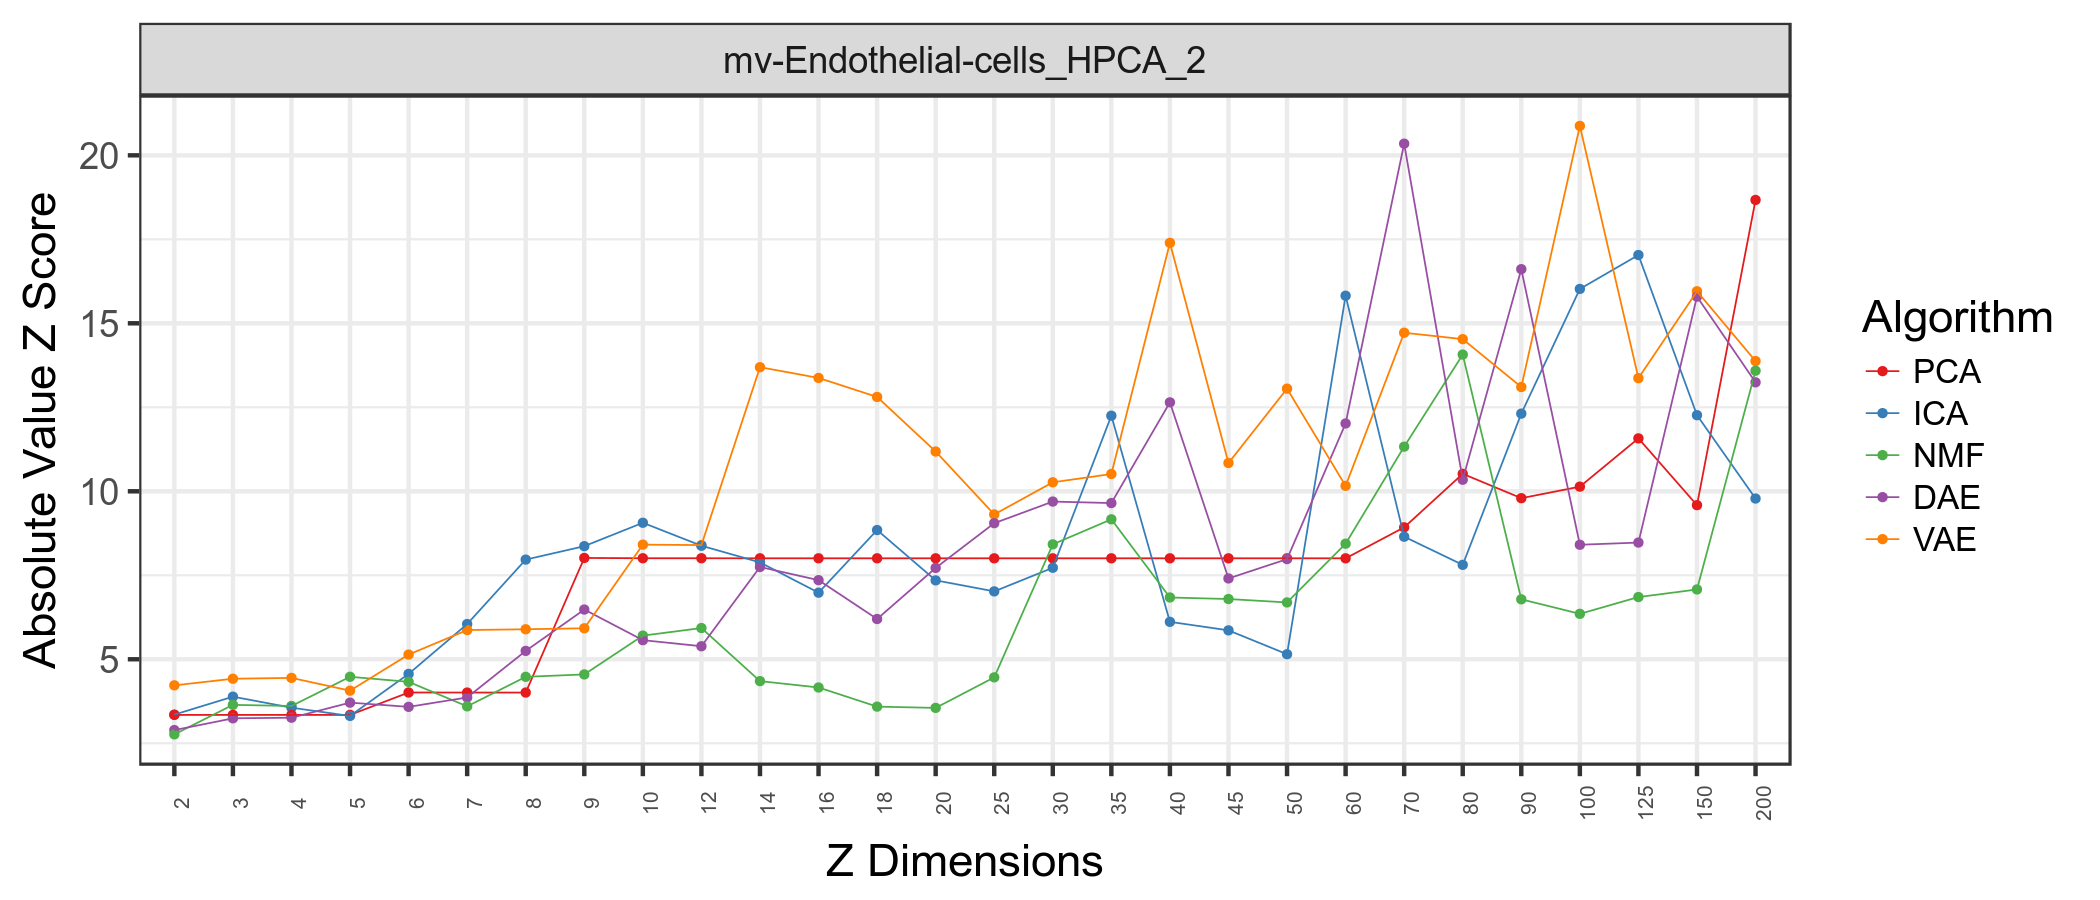 mv-Endothelial-cells_HPCA_2
Absolute Value Z Score
20
15
10
5
2 3 4 5 6 7 8 9 10 12 14 16 18 20 25 30 35 40 45 50 60 70 80 90 100 125 150 200
Z Dimensions
Algorithm
PCA
ICA
NMF
DAE
VAE